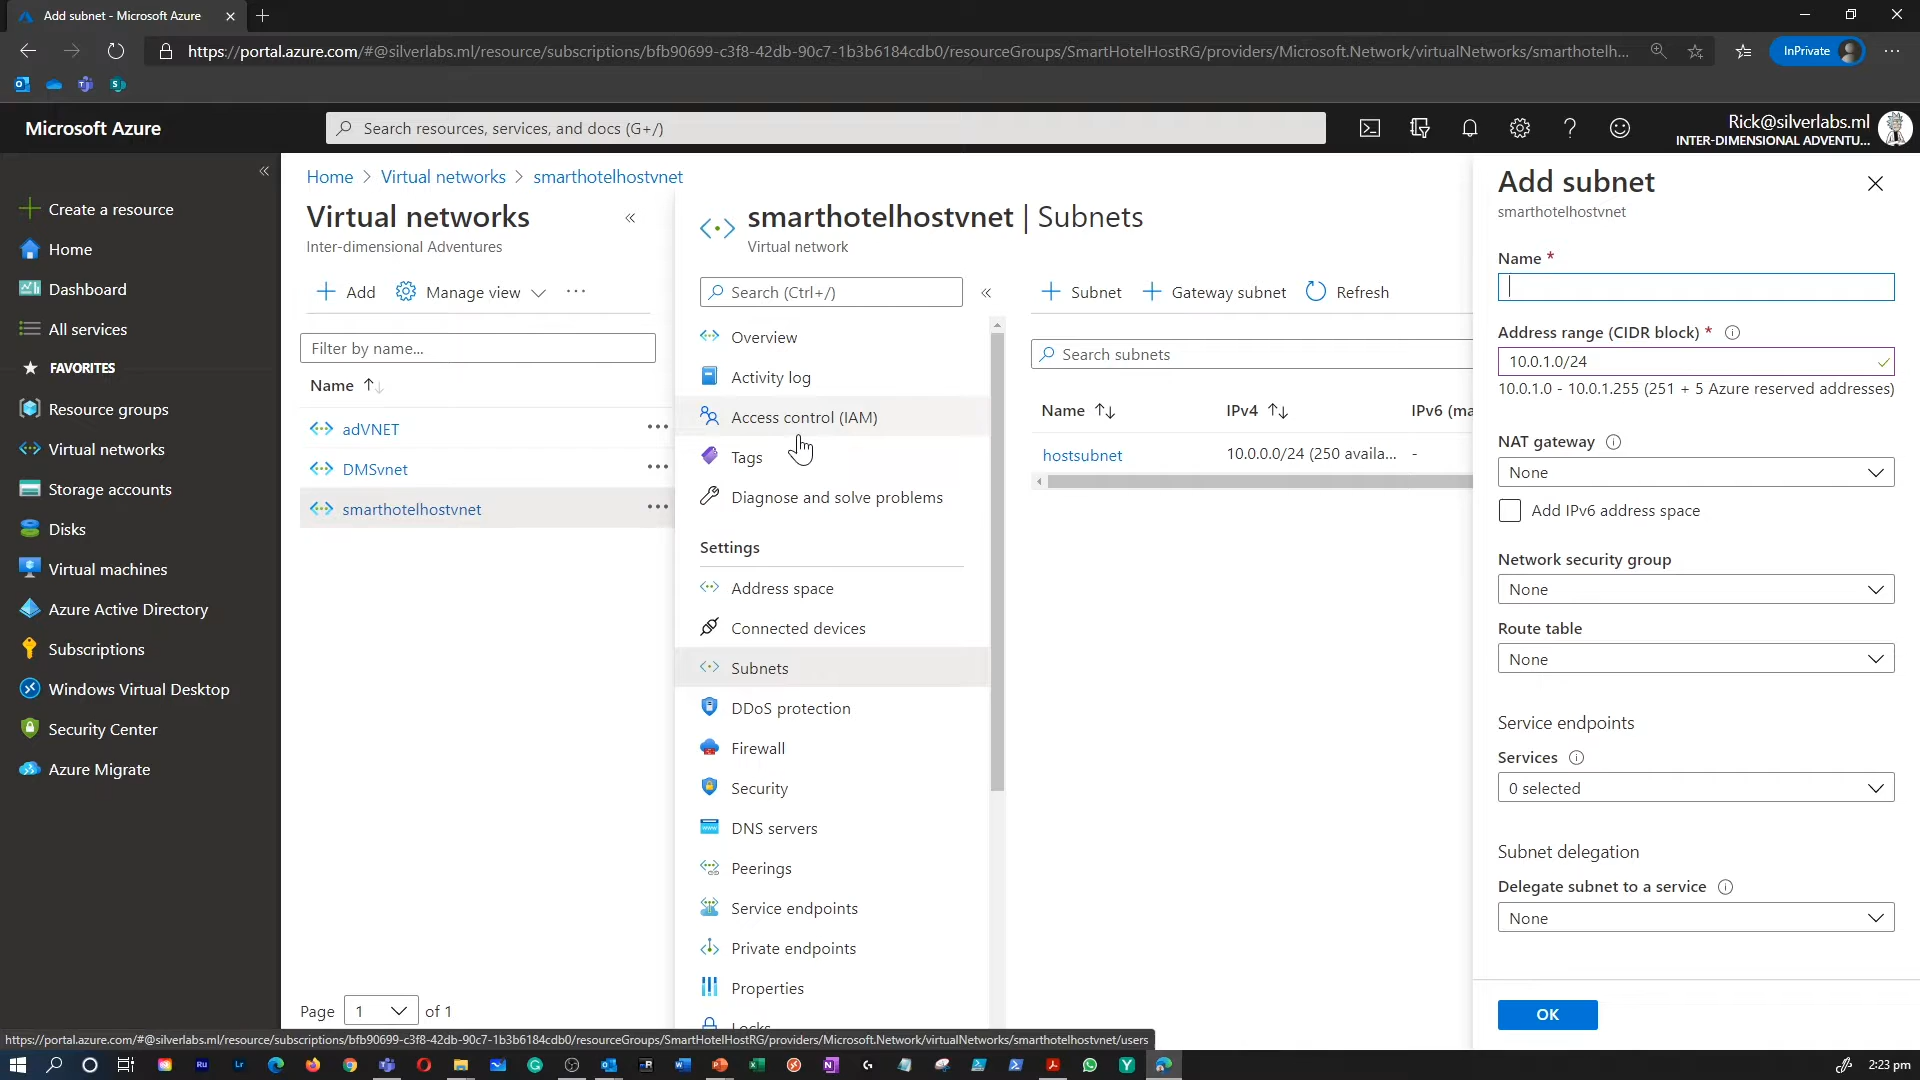 Add subnet - Microsoft Azure
https://portal.azure.com/#@silverlabs.ml/resource/subscriptions/bfb90699-c3f8-42db-90c7-1b3b6184cdb0/resourceGroups/SmartHotelHostRG/providers/Microsoft.Network/virtualNetworks/smarthotelh...
InPrivate
Microsoft Azure
Search resources, services, and docs (G+/)
Rick@silverlabs.ml
INTER-DIMENSIONAL ADVENTU...
Create a resource
Home
Dashboard
All services
FAVORITES
Resource groups
Virtual networks
Storage accounts
Disks
Virtual machines
Azure Active Directory
Subscriptions
Windows Virtual Desktop
Security Center
Azure Migrate
Home > Virtual networks > smarthotelhostvnet
Virtual networks
Inter-dimensional Adventures
Add
Manage view
Filter by name...
Name
adVNET
DMSvnet
smarthotelhostvnet
Page 1 of 1
smarthotelhostvnet | Subnets
Virtual network
Search (Ctrl+/)
Overview
Activity log
Access control (IAM)
Tags
Diagnose and solve problems
Settings
Address space
Connected devices
Subnets
DDoS protection
Firewall
Security
DNS servers
Peerings
Service endpoints
Private endpoints
Properties
Locks
Subnet
Gateway subnet
Refresh
Search subnets
Name IPv4 IPv6 (ma
hostsubnet 10.0.0.0/24 (250 availa... -
Add subnet
smarthotelhostvnet
Name *
Address range (CIDR block) *
10.0.1.0/24
10.0.1.0 - 10.0.1.255 (251 + 5 Azure reserved addresses)
NAT gateway
None
Add IPv6 address space
Network security group
None
Route table
None
Service endpoints
Services
0 selected
Subnet delegation
Delegate subnet to a service
None
OK
https://portal.azure.com/#@silverlabs.ml/resource/subscriptions/bfb90699-c3f8-42db-90c7-1b3b6184cdb0/resourceGroups/SmartHotelHostRG/providers/Microsoft.Network/virtualNetworks/smarthotelhostvnet/users
2:23 pm